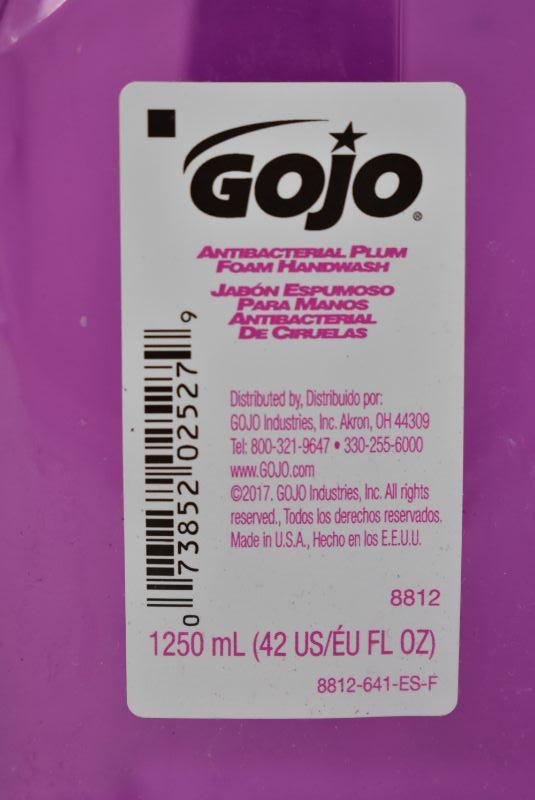 GOJO®
ANTIBACTERIAL PLUM
FOAM HANDWASH
JABÓN ESPUMOSO
PARA MANOS
ANTIBACTERIAL
DE CIRUELAS
0 73852 02527 9
Distributed by, Distribuido por:
GOJO Industries, Inc. Akron, OH 44309
Tel: 800-321-9647 • 330-255-6000
www.GOJO.com
©2017. GOJO Industries, Inc. All rights
reserved., Todos los derechos reservados.
Made in U.S.A., Hecho en los E.E.U.U.
8812
1250 mL (42 US/ÉU FL OZ)
8812-641-ES-F